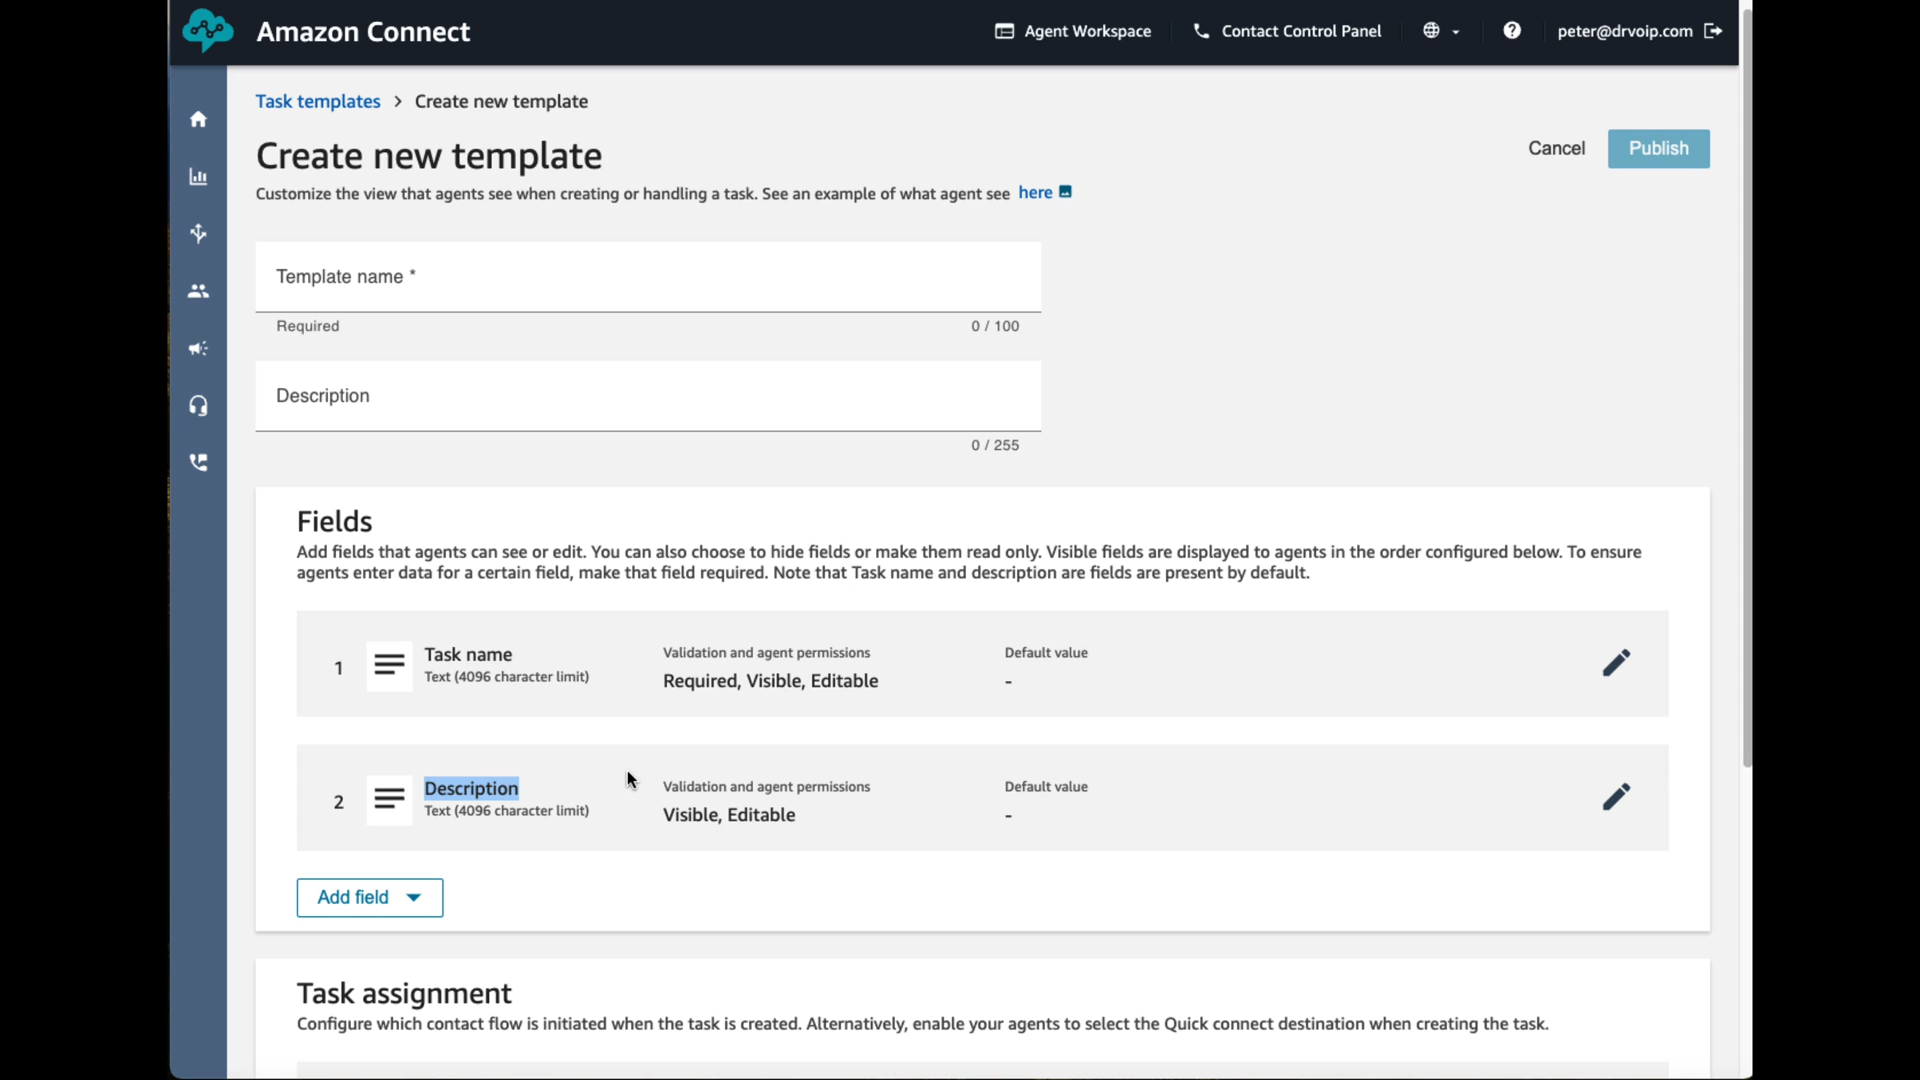 Amazon Connect
Agent Workspace
Contact Control Panel
peter@drvoip.com
Task templates > Create new template
Create new template
Cancel
Publish
Customize the view that agents see when creating or handling a task. See an example of what agent see here
Template name *
Required
0 / 100
Description
0 / 255
Fields
Add fields that agents can see or edit. You can also choose to hide fields or make them read only. Visible fields are displayed to agents in the order configured below. To ensure
agents enter data for a certain field, make that field required. Note that Task name and description are fields are present by default.
1
Task name
Text (4096 character limit)
Validation and agent permissions
Required, Visible, Editable
Default value
-
2
Description
Text (4096 character limit)
Validation and agent permissions
Visible, Editable
Default value
-
Add field
Task assignment
Configure which contact flow is initiated when the task is created. Alternatively, enable your agents to select the Quick connect destination when creating the task.